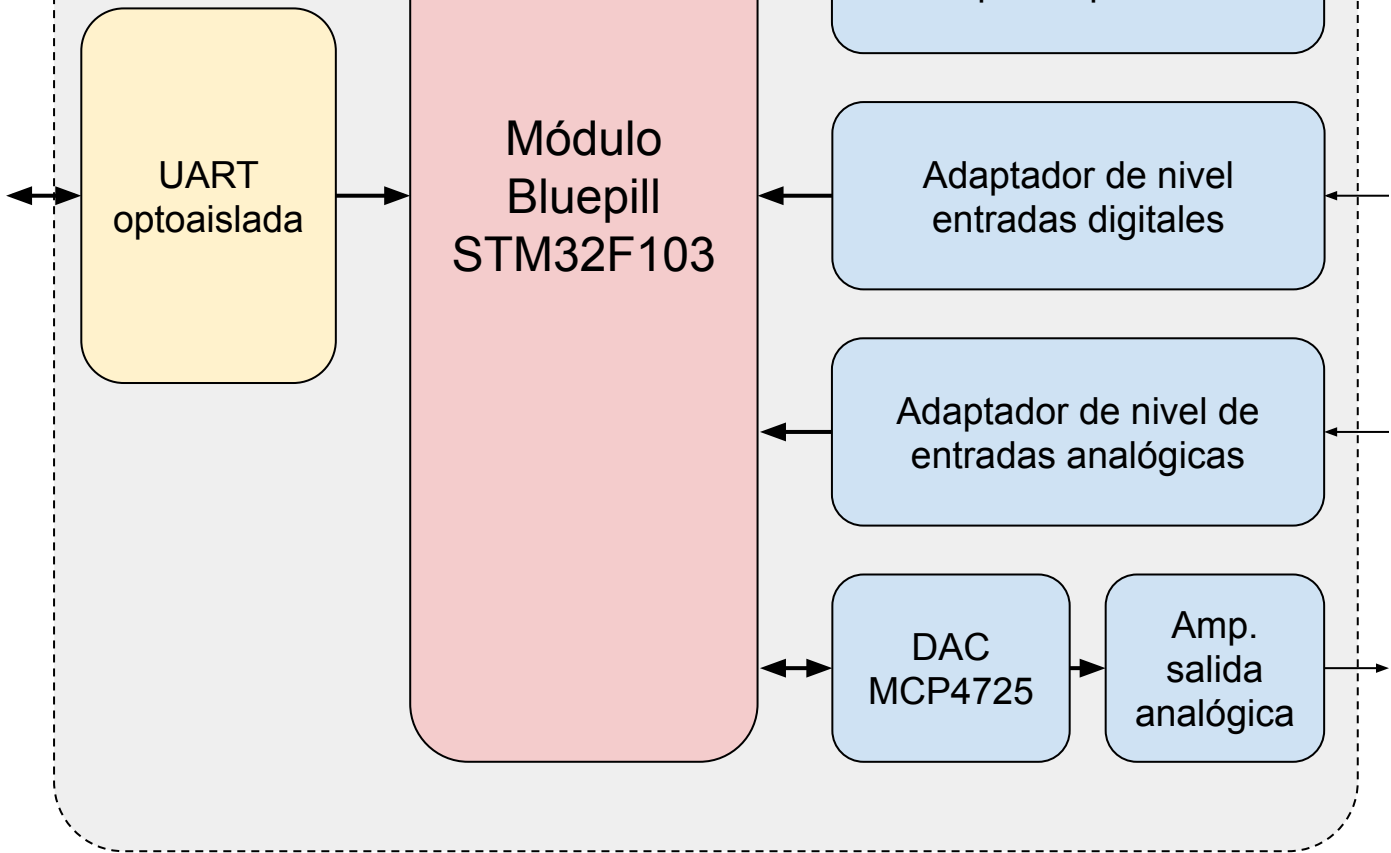 UART
optoaislada
Módulo
Bluepill
STM32F103
Adaptador de nivel
entradas digitales
Adaptador de nivel de
entradas analógicas
DAC
MCP4725
Amp.
salida
analógica